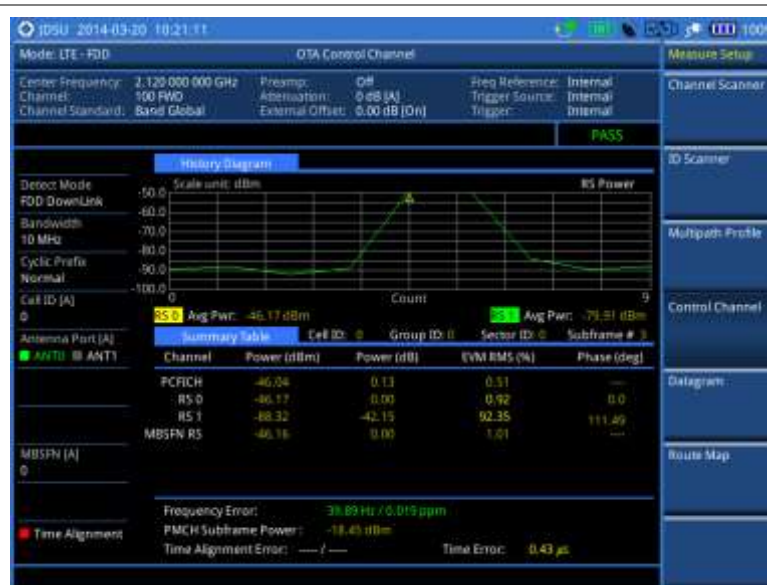 JDSU 2014-03-20 10:21:11
100%
Mode: LTE - FDD
OTA Control Channel
Measure Setup
Center Frequency: 2.120 000 000 GHz
Channel: 100 FWD
Channel Standard: Band Global
Preamp: Off
Attenuation: 0 dB [A]
External Offset: 0.00 dB [On]
Freq Reference: Internal
Trigger Source: Internal
Trigger: Internal
PASS
Channel Scanner
ID Scanner
Multipath Profile
Control Channel
Datagram
Route Map
Detect Mode
FDD DownLink
Bandwidth
10 MHz
Cyclic Prefix
Normal
Cell ID [A]
0
Antenna Port [A]
ANT0 ANT1
MBSFN [A]
0
Time Alignment
History Diagram
Scale unit: dBm
RS Power
-50.0
-60.0
-70.0
-80.0
-90.0
-100.0
0 Count 9
RS 0 Avg Pwr: -46.17 dBm
RS 1 Avg Pwr: -79.91 dBm
Summary Table Cell ID: 0 Group ID: 0 Sector ID: 0 Subframe # 3
Channel Power (dBm) Power (dB) EVM RMS (%) Phase (deg)
PCFICH -46.04 0.13 0.51 ----
RS 0 -46.17 0.00 0.92 0.0
RS 1 -88.32 -42.15 92.35 111.49
MBSFN RS -46.16 0.00 1.01 ----
Frequency Error: 39.89 Hz / 0.019 ppm
PMCH Subframe Power: -18.45 dBm
Time Alignment Error: ---- / ----
Time Error: 0.43 µs